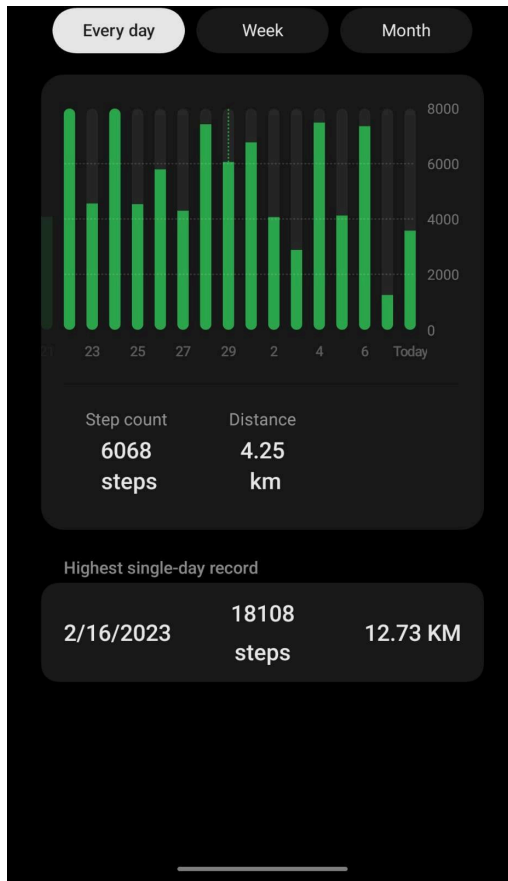 Every day Week Month
8000
6000
4000
2000
0
21 23 25 27 29 2 4 6 Today
Step count Distance
6068 4.25
steps km
Highest single-day record
2/16/2023 18108 12.73 KM
steps